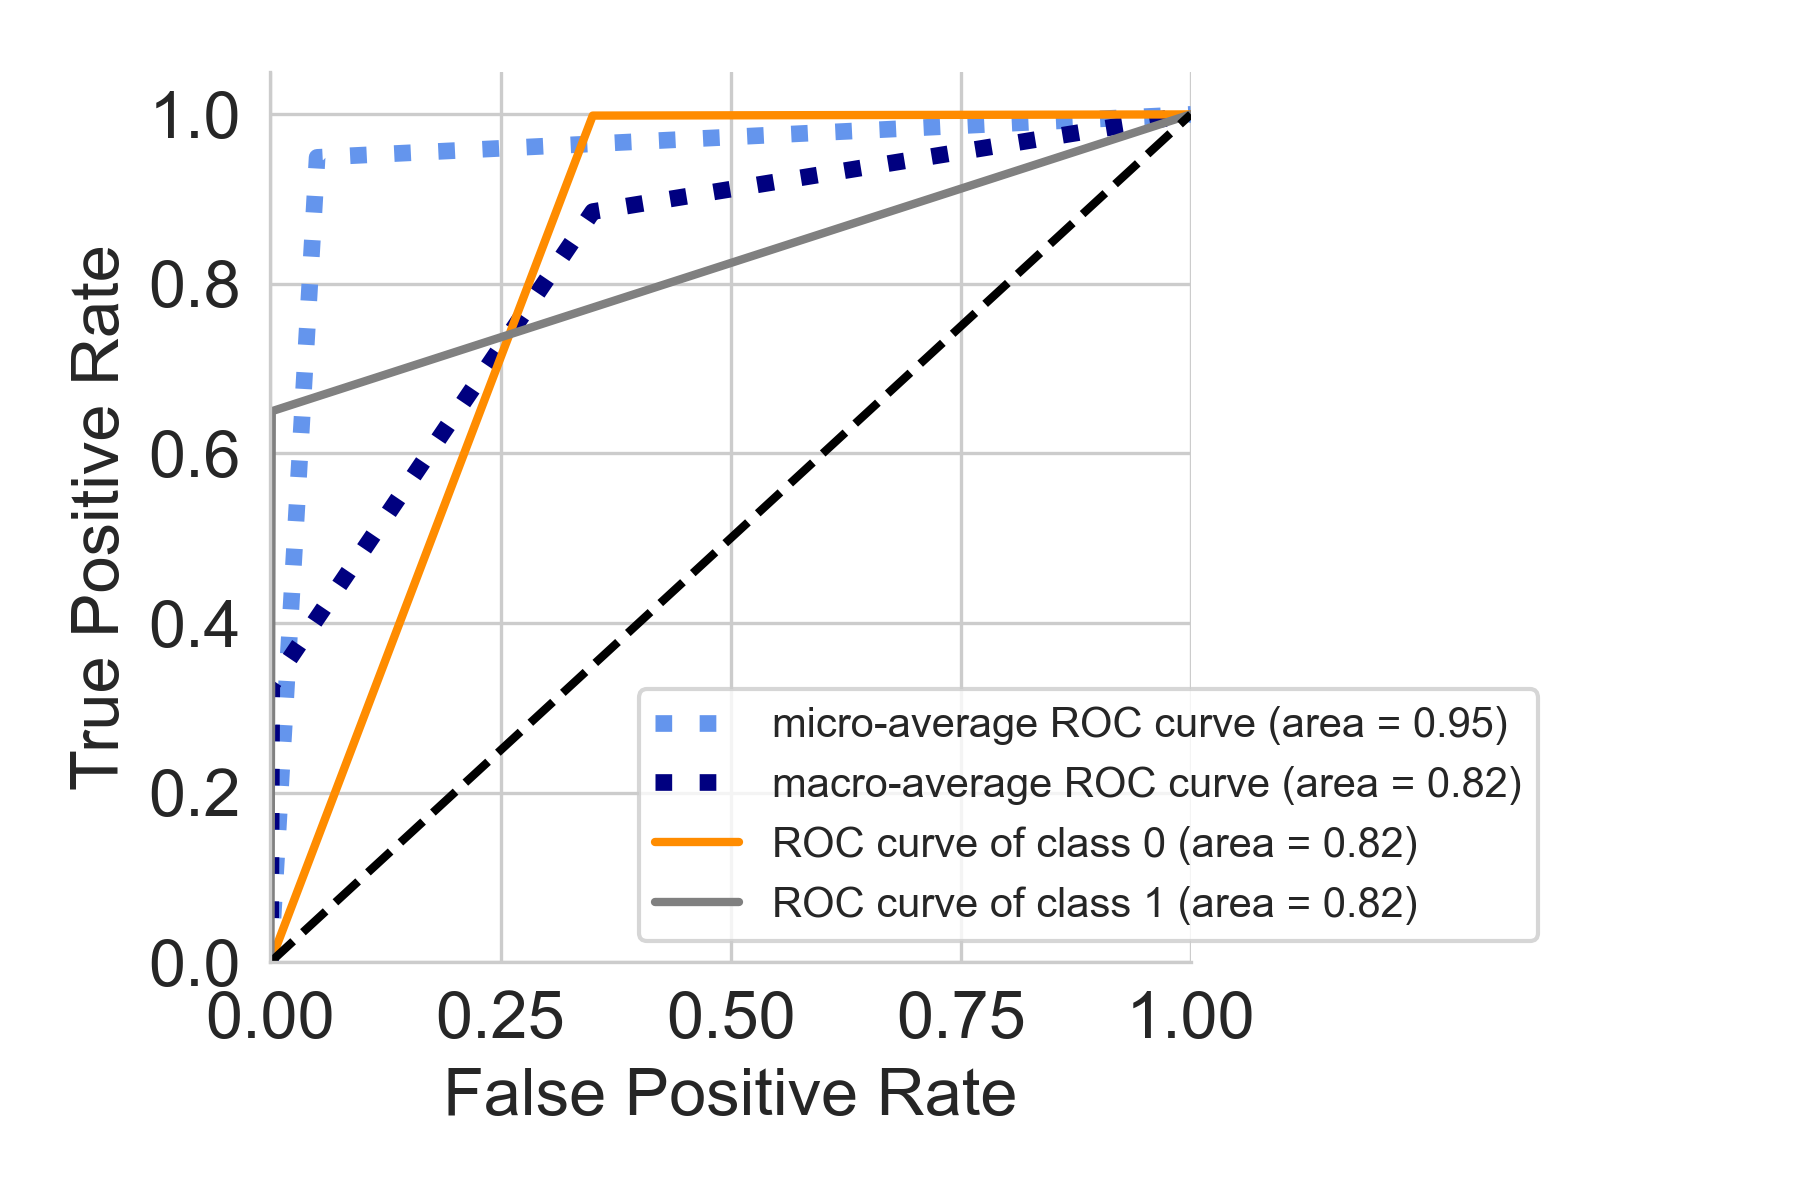 True Positive Rate
1.0
0.8
0.6
0.4
0.2
0.0
0.00 0.25 0.50 0.75 1.00
False Positive Rate
micro-average ROC curve (area = 0.95)
macro-average ROC curve (area = 0.82)
ROC curve of class 0 (area = 0.82)
ROC curve of class 1 (area = 0.82)